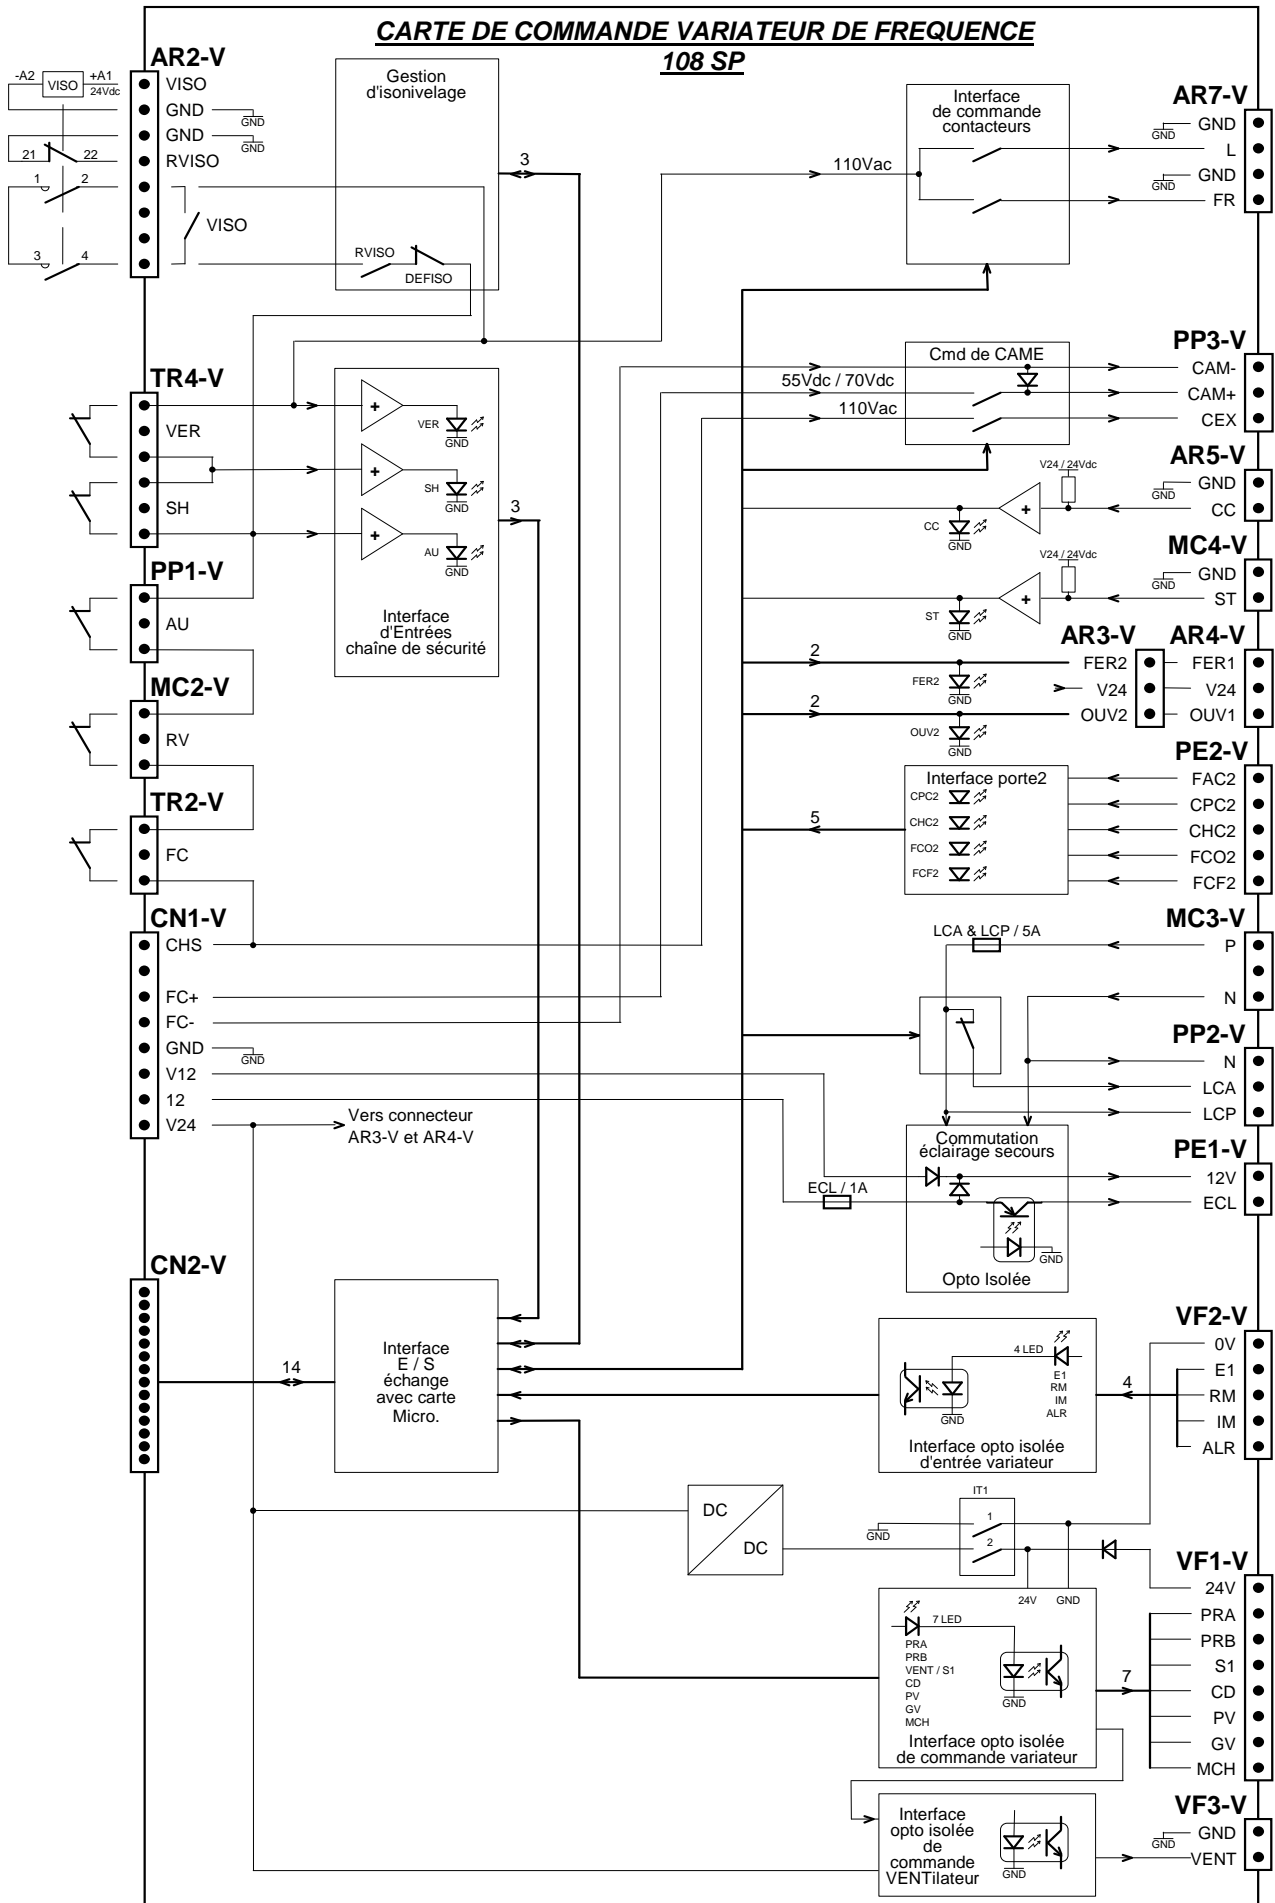 CARTE DE COMMANDE VARIATEUR DE FREQUENCE
108 SP
AR2-V
-A2
VISO
+A1
24Vdc
VISO
GND
GND
GND
GND
RVISO
21
22
1
2
3
4
VISO
Gestion
d'isonivelage
RVISO
DEFISO
3
110Vac
Interface
de commande
contacteurs
AR7-V
GND
GND
L
GND
GND
FR
TR4-V
VER
SH
VER
GND
SH
GND
AU
GND
3
Interface
d'Entrées
chaîne de sécurité
55Vdc / 70Vdc
110Vac
Cmd de CAME
PP3-V
CAM-
CAM+
CEX
AR5-V
V24 / 24Vdc
GND
GND
CC
CC
GND
MC4-V
V24 / 24Vdc
GND
GND
ST
ST
GND
PP1-V
AU
MC2-V
RV
TR2-V
FC
AR3-V
AR4-V
2
FER2
GND
FER2
FER1
V24
V24
2
OUV2
GND
OUV2
OUV1
PE2-V
Interface porte2
CPC2
CHC2
FCO2
FCF2
5
FAC2
CPC2
CHC2
FCO2
FCF2
CN1-V
CHS
FC+
FC-
GND
GND
V12
12
V24
Vers connecteur
AR3-V et AR4-V
MC3-V
LCA & LCP / 5A
P
N
PP2-V
N
LCA
LCP
Commutation
éclairage secours
ECL / 1A
GND
Opto Isolée
PE1-V
12V
ECL
CN2-V
14
Interface
E / S
échange
avec carte
Micro.
VF2-V
0V
E1
RM
IM
ALR
4
4 LED
E1
RM
IM
ALR
GND
Interface opto isolée
d'entrée variateur
DC
DC
IT1
1
2
GND
24V
GND
VF1-V
24V
PRA
PRB
S1
CD
PV
GV
MCH
7
7 LED
PRA
PRB
VENT / S1
CD
PV
GV
MCH
GND
Interface opto isolée
de commande variateur
VF3-V
Interface
opto isolée
de
commande
VENTilateur
GND
GND
GND
VENT